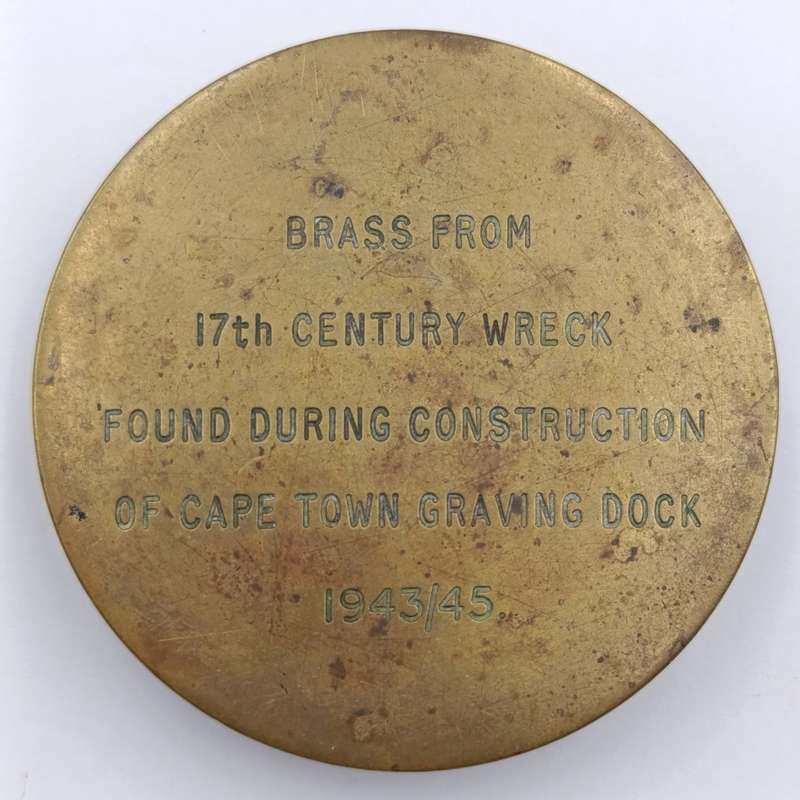 BRASS FROM
17th CENTURY WRECK
FOUND DURING CONSTRUCTION
OF CAPE TOWN GRAVING DOCK
1943/45